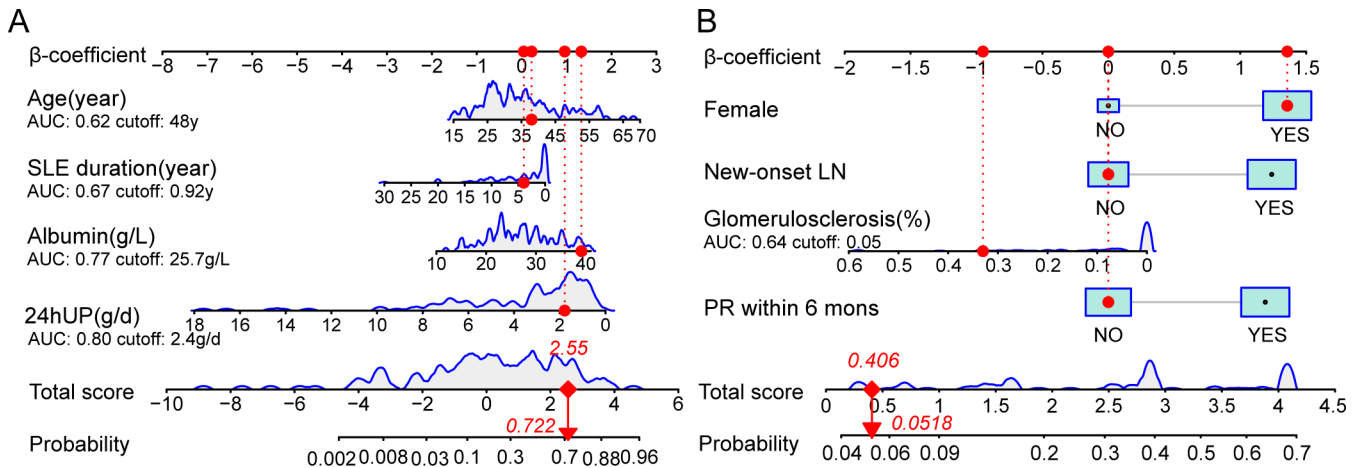 A
β-coefficient
−8 −7 −6 −5 −4 −3 −2 −1 0 1 2 3
Age(year)
AUC: 0.62 cutoff: 48y
15 25 35 45 55 65 70
SLE duration(year)
AUC: 0.67 cutoff: 0.92y
30 25 20 15 10 5 0
Albumin(g/L)
AUC: 0.77 cutoff: 25.7g/L
10 20 30 40
24hUP(g/d)
AUC: 0.80 cutoff: 2.4g/d
18 16 14 12 10 8 6 4 2 0
2.55
Total score
−10 −8 −6 −4 −2 0 2 4 6
0.722
Probability
0.002 0.008 0.03 0.1 0.3 0.7 0.88 0.96
B
β-coefficient
−2 −1.5 −1 −0.5 0 0.5 1 1.5
Female
NO YES
New-onset LN
NO YES
Glomerulosclerosis(%)
AUC: 0.64 cutoff: 0.05
0.6 0.5 0.4 0.3 0.2 0.1 0
PR within 6 mons
NO YES
0.406
Total score
0 0.5 1 1.5 2 2.5 3 3.5 4 4.5
0.0518
Probability
0.04 0.06 0.09 0.2 0.3 0.4 0.5 0.6 0.7